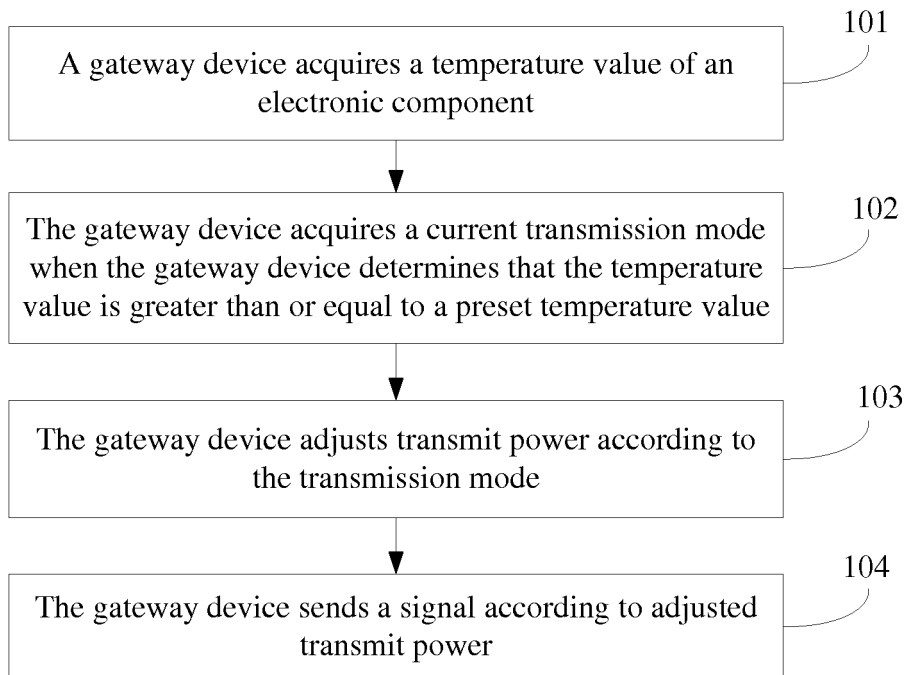 101
A gateway device acquires a temperature value of an
electronic component
102
The gateway device acquires a current transmission mode
when the gateway device determines that the temperature
value is greater than or equal to a preset temperature value
103
The gateway device adjusts transmit power according to
the transmission mode
104
The gateway device sends a signal according to adjusted
transmit power